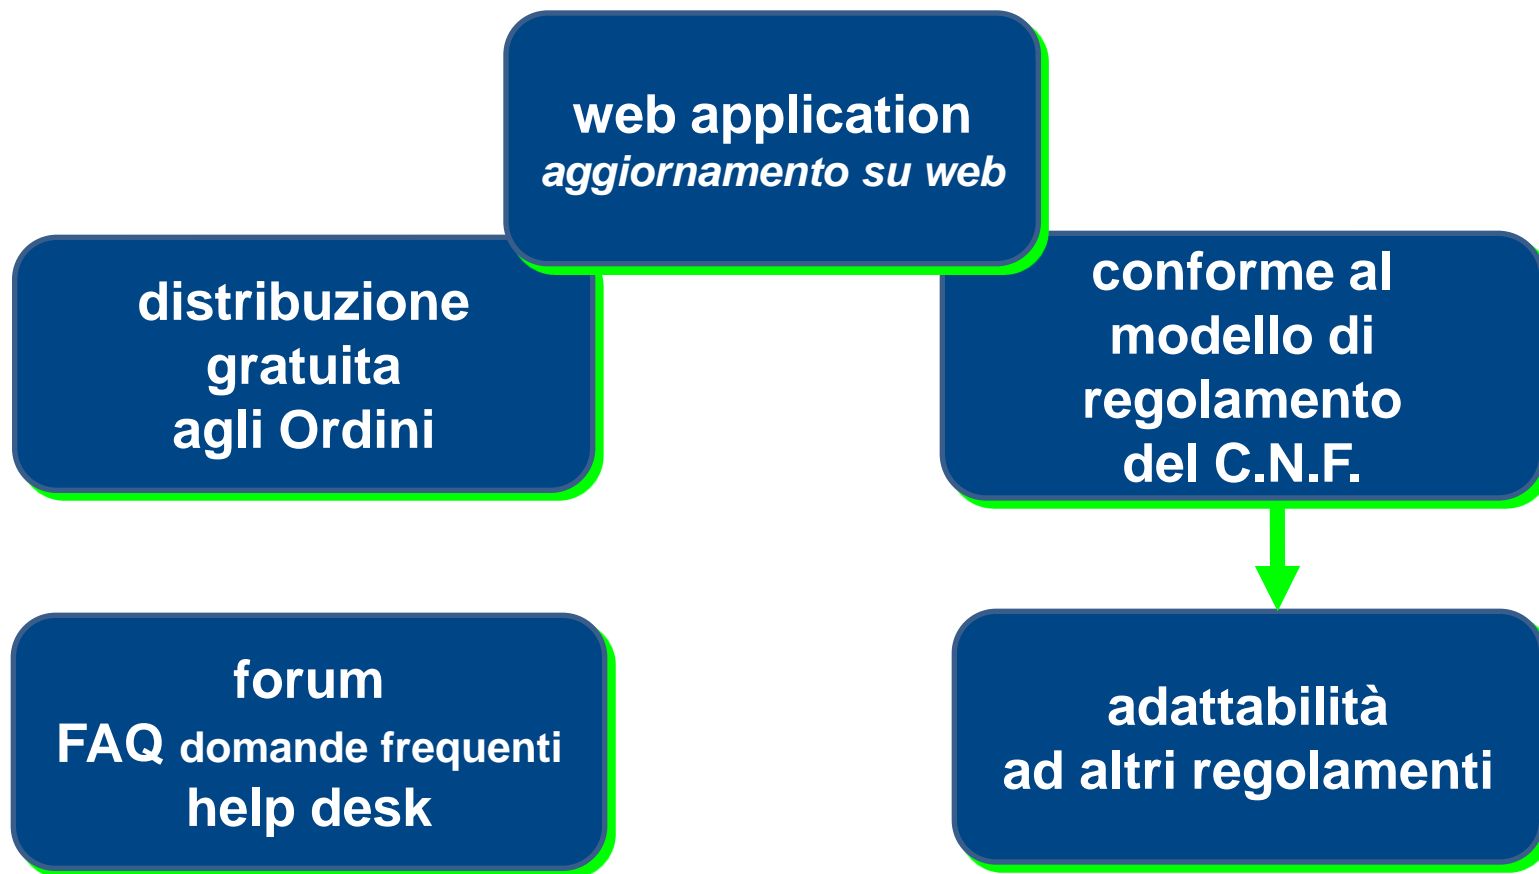 web application
aggiornamento su web
distribuzione
gratuita
agli Ordini
conforme al
modello di
regolamento
del C.N.F.
forum
FAQ domande frequenti
help desk
adattabilità
ad altri regolamenti